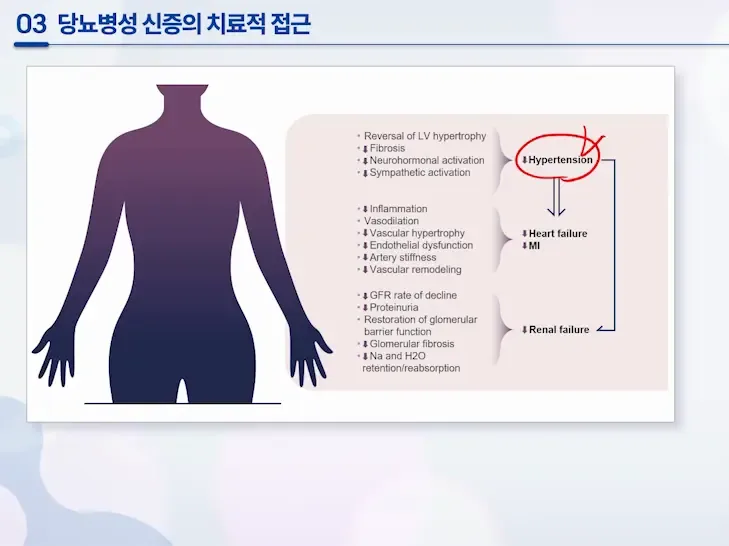 03 당뇨병성 신증의 치료적 접근
• Reversal of LV hypertrophy
• ⬇Fibrosis
• ⬇Neurohormonal activation
• ⬇Sympathetic activation
⬇Hypertension
• ⬇Inflammation
• Vasodilation
• ⬇Vascular hypertrophy
• ⬇Endothelial dysfunction
• ⬇Artery stiffness
• ⬇Vascular remodeling
⬇Heart failure
⬇MI
• ⬇GFR rate of decline
• ⬇Proteinuria
• Restoration of glomerular
barrier function
• ⬇Glomerular fibrosis
• ⬇Na and H2O
retention/reabsorption
⬇Renal failure